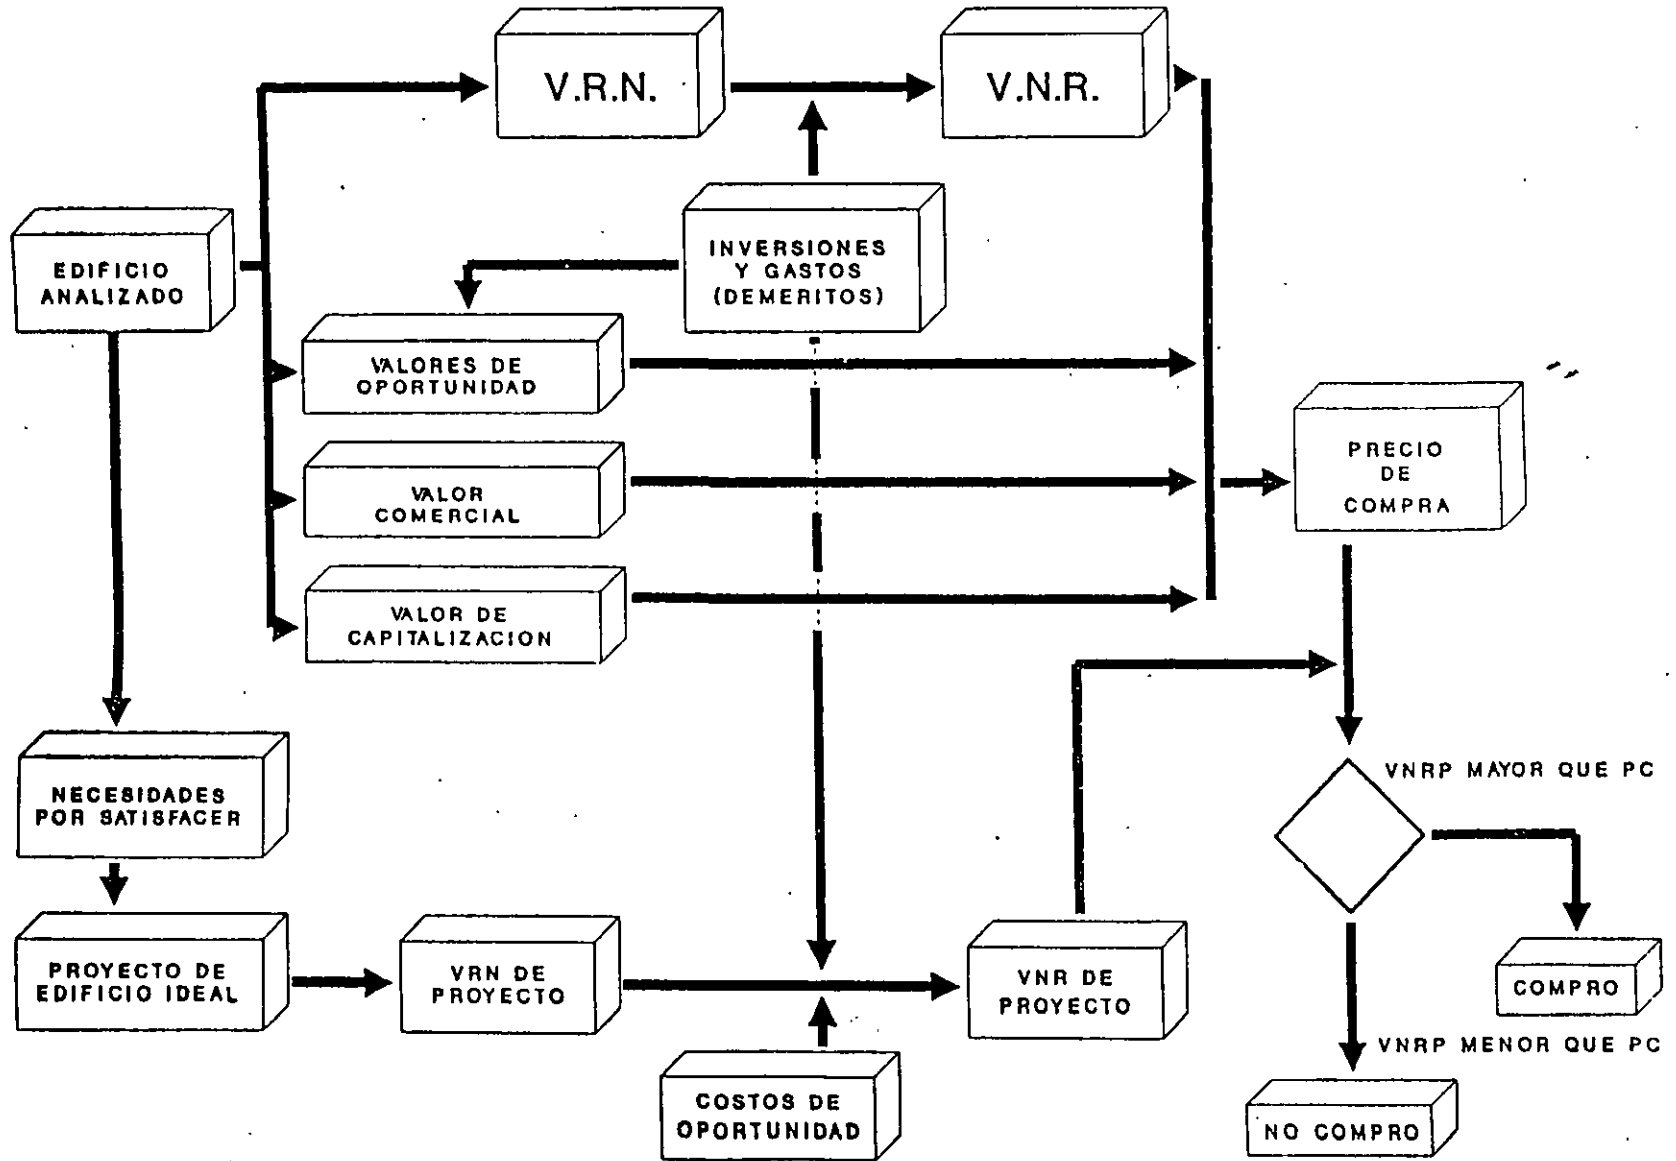 V.R.N.
V.N.R.
EDIFICIO
ANALIZADO
INVERSIONES
Y GASTOS
(DEMERITOS)
VALORES DE
OPORTUNIDAD
VALOR
COMERCIAL
VALOR DE
CAPITALIZACION
PRECIO
DE
COMPRA
NECESIDADES
POR SATISFACER
VNRP MAYOR QUE PC
PROYECTO DE
EDIFICIO IDEAL
VRN DE
PROYECTO
VNR DE
PROYECTO
COMPRO
VNRP MENOR QUE PC
COSTOS DE
OPORTUNIDAD
NO COMPRO